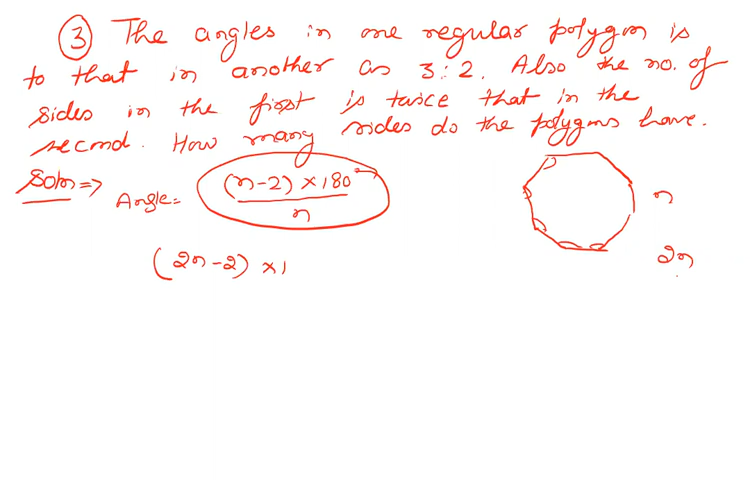 ③ The angles in one regular polygon is
to that in another as 3:2. Also the no. of
sides in the first is twice that in the
second. How many sides do the polygons have.
Soln => Angle = (n-2) × 180° / n
n
2n
(2n-2) × 1